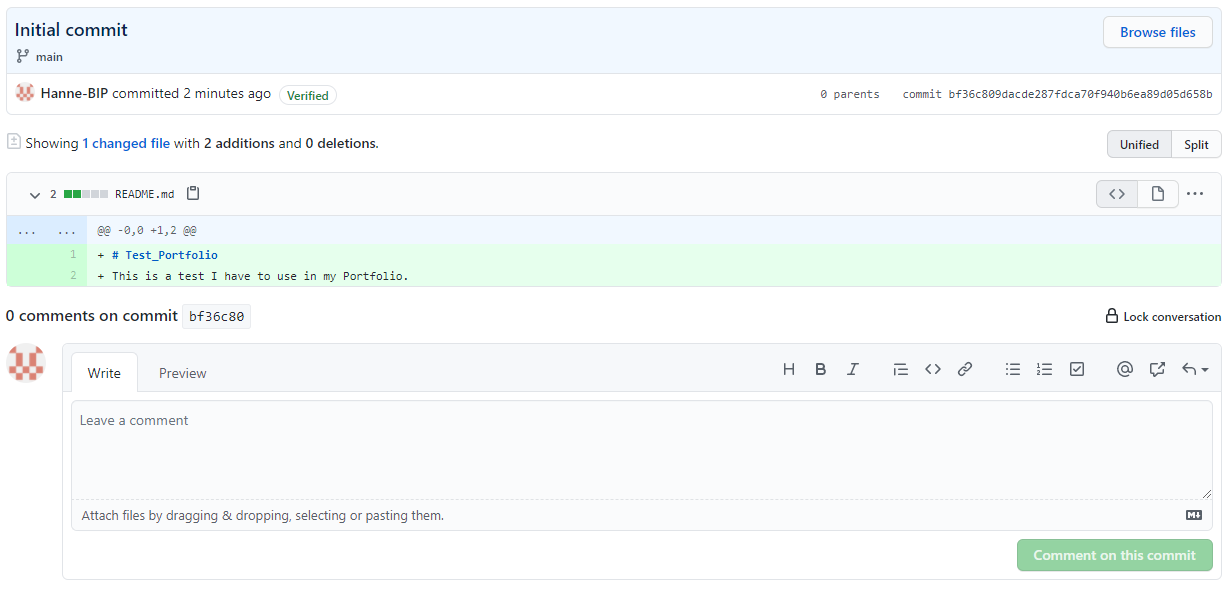 Initial commit
Browse files
main
Hanne-BIP committed 2 minutes ago Verified
0 parents commit bf36c809dacde287fdca70f940b6ea89d05d658b
Showing 1 changed file with 2 additions and 0 deletions.
Unified Split
2 README.md
... ... @@ -0,0 +1,2 @@
1 + # Test_Portfolio
2 + This is a test I have to use in my Portfolio.
0 comments on commit bf36c80
Lock conversation
Write Preview
Leave a comment
Attach files by dragging & dropping, selecting or pasting them.
Comment on this commit